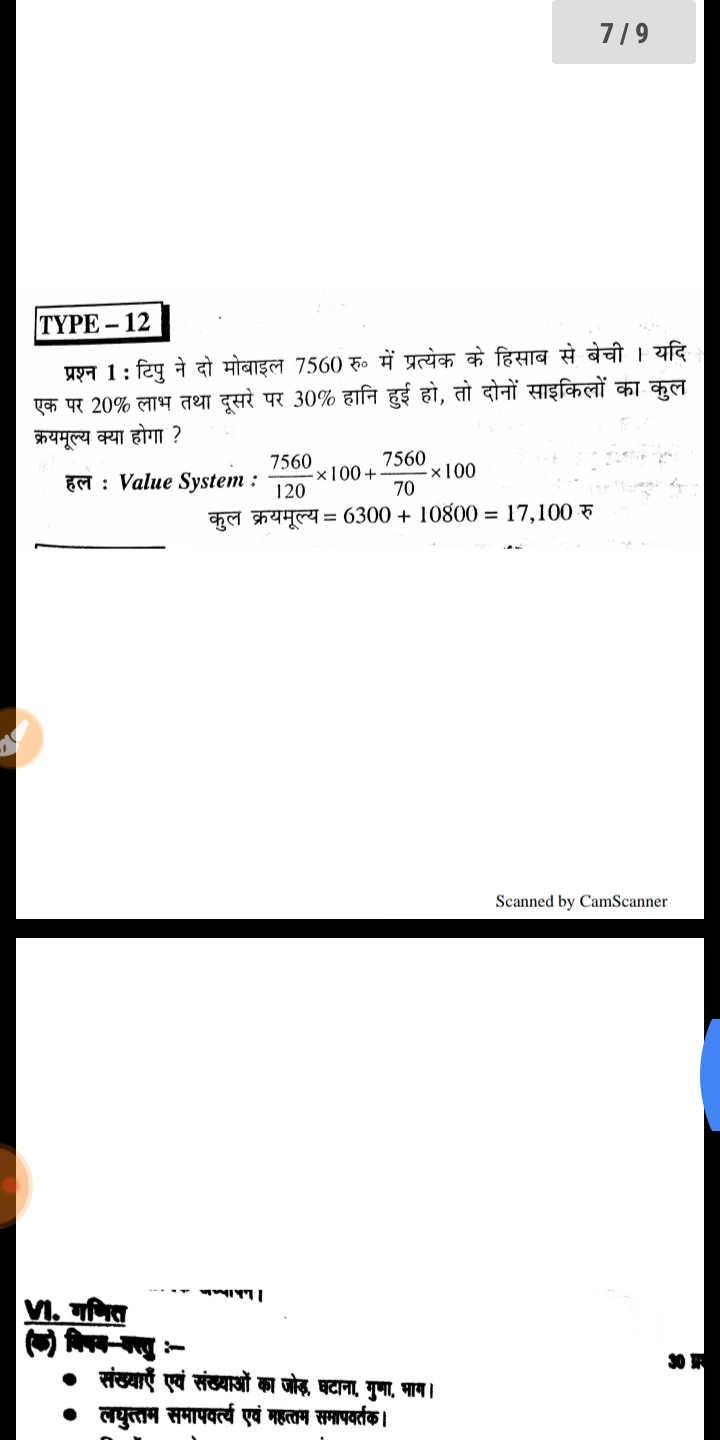 7 / 9
TYPE – 12
प्रश्न 1 : टिपु ने दो मोबाइल 7560 रु० में प्रत्येक के हिसाब से बेची । यदि
एक पर 20% लाभ तथा दूसरे पर 30% हानि हुई हो, तो दोनों साइकिलों का कुल
क्रयमूल्य क्या होगा ?
हल : Value System : 7560/120 ×100 + 7560/70 ×100
कुल क्रयमूल्य = 6300 + 10800 = 17,100 रु
Scanned by CamScanner
VI. गणित
(क) विषय-वस्तु :–
30
• संख्याएँ एवं संख्याओं का जोड़, घटाना, गुणा, भाग।
• लघुत्तम समापवर्त्य एवं महत्तम समापवर्तक।